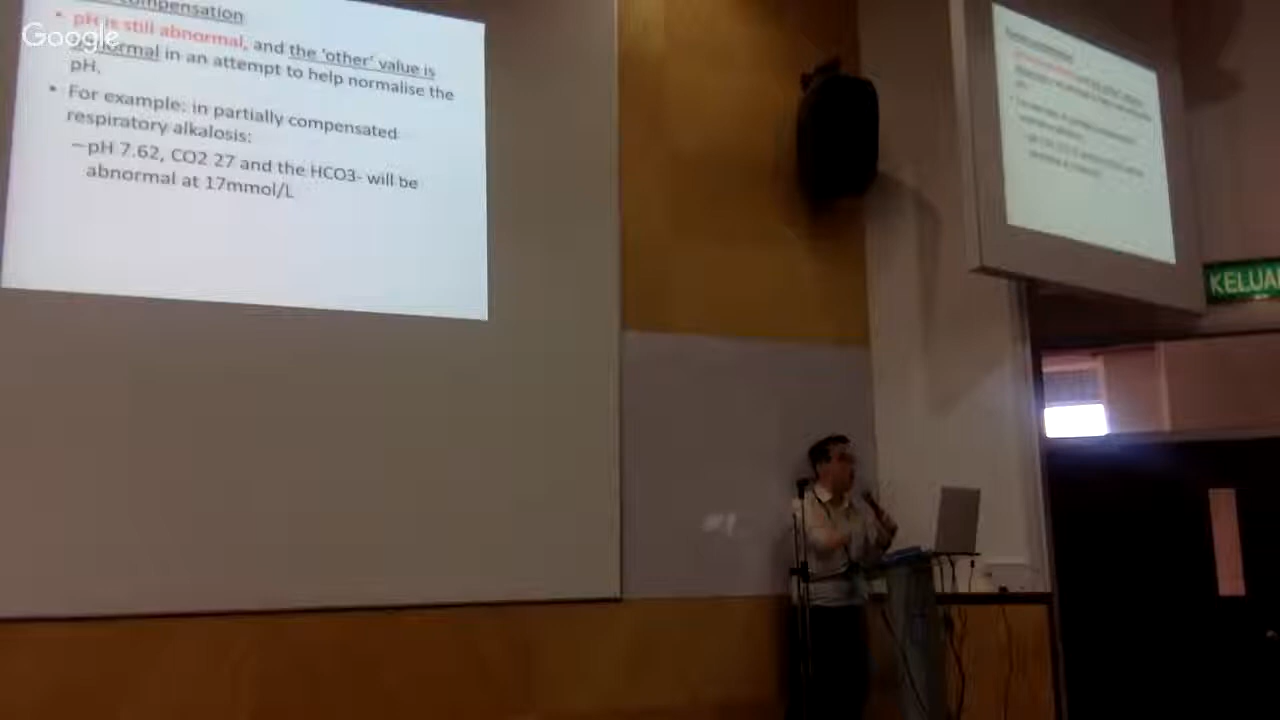 compensation
• pH is still abnormal, and the 'other' value is
abnormal in an attempt to help normalise the
pH.
• For example: in partially compensated
respiratory alkalosis:
–pH 7.62, CO2 27 and the HCO3- will be
abnormal at 17mmol/L
Google
KELUA